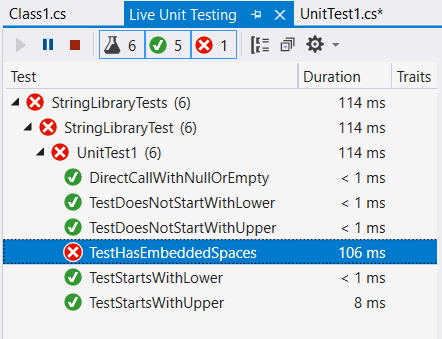 Class1.cs Live Unit Testing UnitTest1.cs*
6 5 1
Test Duration Traits
StringLibraryTests (6) 114 ms
StringLibraryTest (6) 114 ms
UnitTest1 (6) 114 ms
DirectCallWithNullOrEmpty < 1 ms
TestDoesNotStartWithLower < 1 ms
TestDoesNotStartWithUpper < 1 ms
TestHasEmbeddedSpaces 106 ms
TestStartsWithLower < 1 ms
TestStartsWithUpper 8 ms